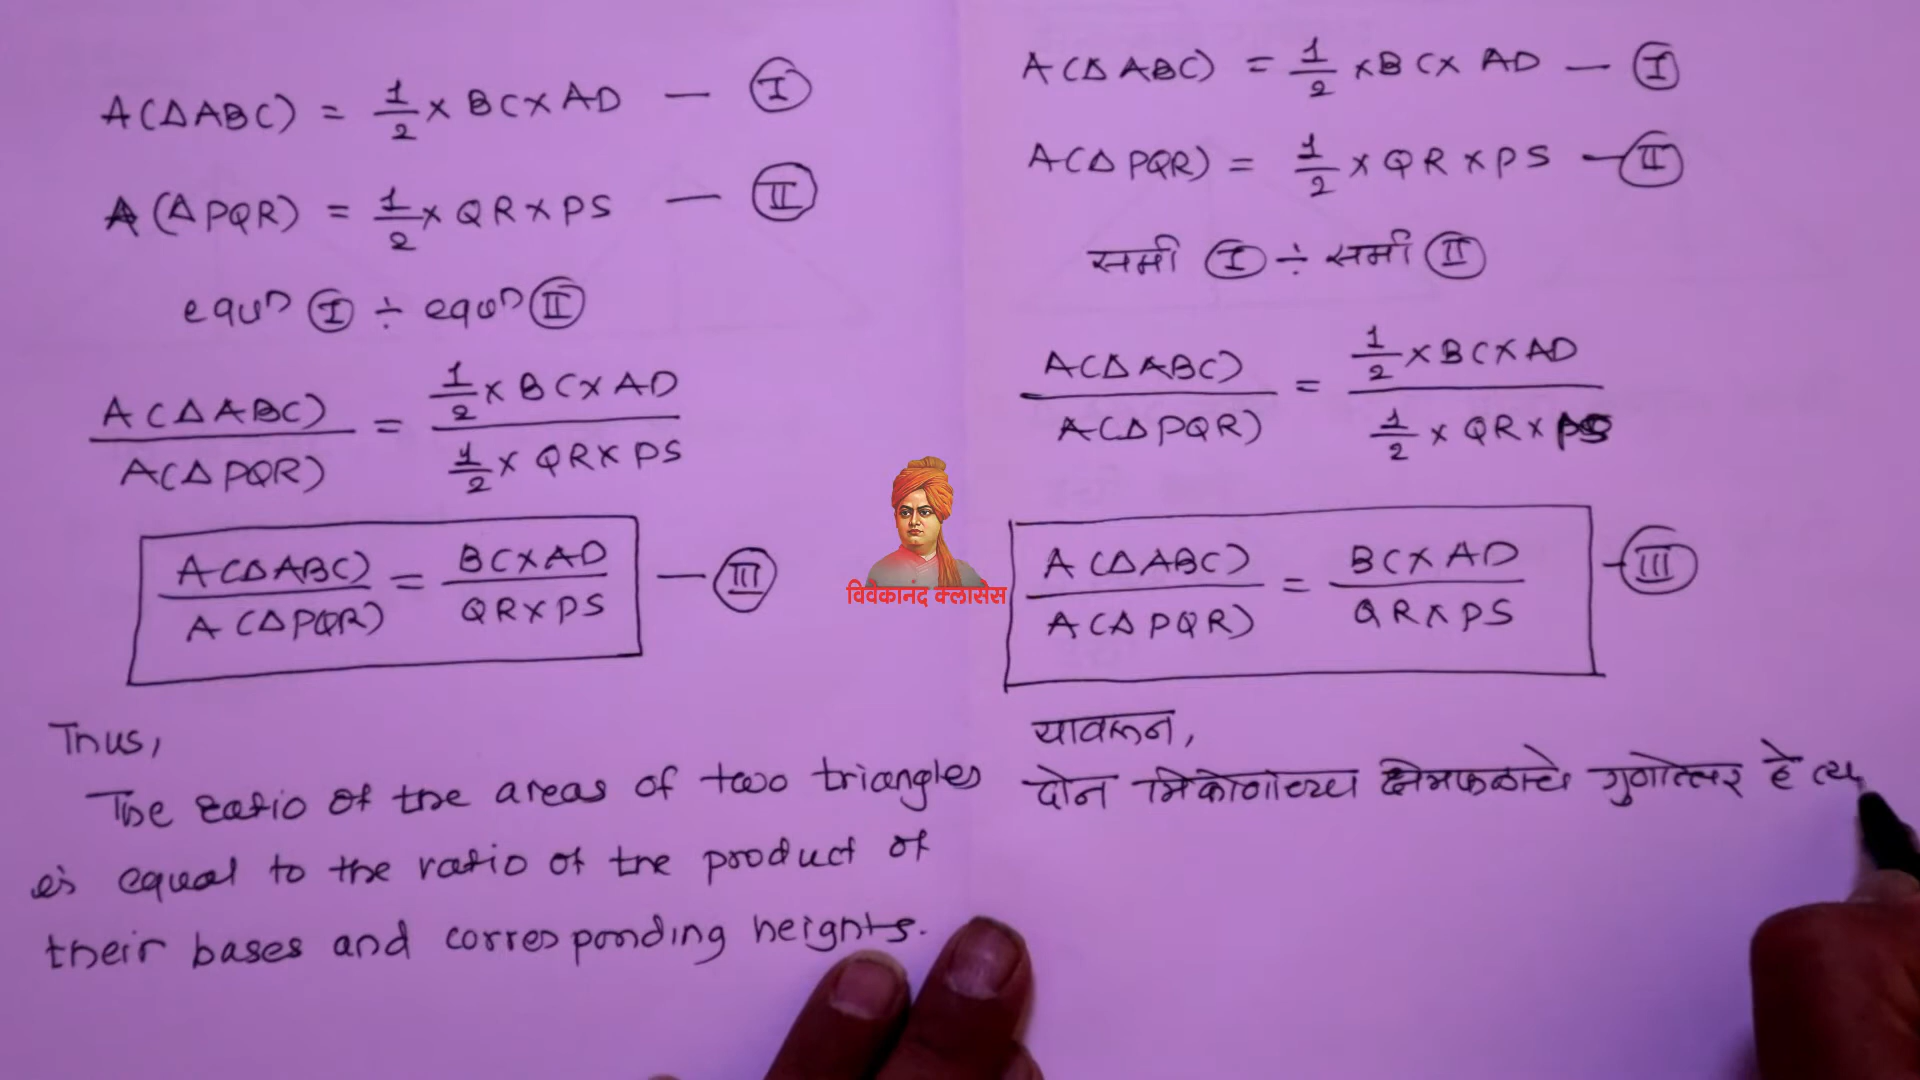 A(△ABC) = 1/2 × BC × AD — Ⓘ
A(△PQR) = 1/2 × QR × PS — Ⓘⓘ
equⁿ Ⓘ ÷ equⁿ Ⓘⓘ
A(△ABC)/A(△PQR) = (1/2 × BC × AD)/(1/2 × QR × PS)
A(△ABC)/A(△PQR) = (BC × AD)/(QR × PS) — (III)
Thus,
The ratio of the areas of two triangles
is equal to the ratio of the product of
their bases and corresponding heights.
विवेकानंद क्लासेस
A(△ABC) = 1/2 × BC × AD — (I)
A(△PQR) = 1/2 × QR × PS — (II)
समी (I) ÷ समी (II)
A(△ABC)/A(△PQR) = (1/2 × BC × AD)/(1/2 × QR × PS)
A(△ABC)/A(△PQR) = (BC × AD)/(QR × PS) — (III)
यावरून,
दोन त्रिकोणांच्या क्षेत्रफळांचे गुणोत्तर हे